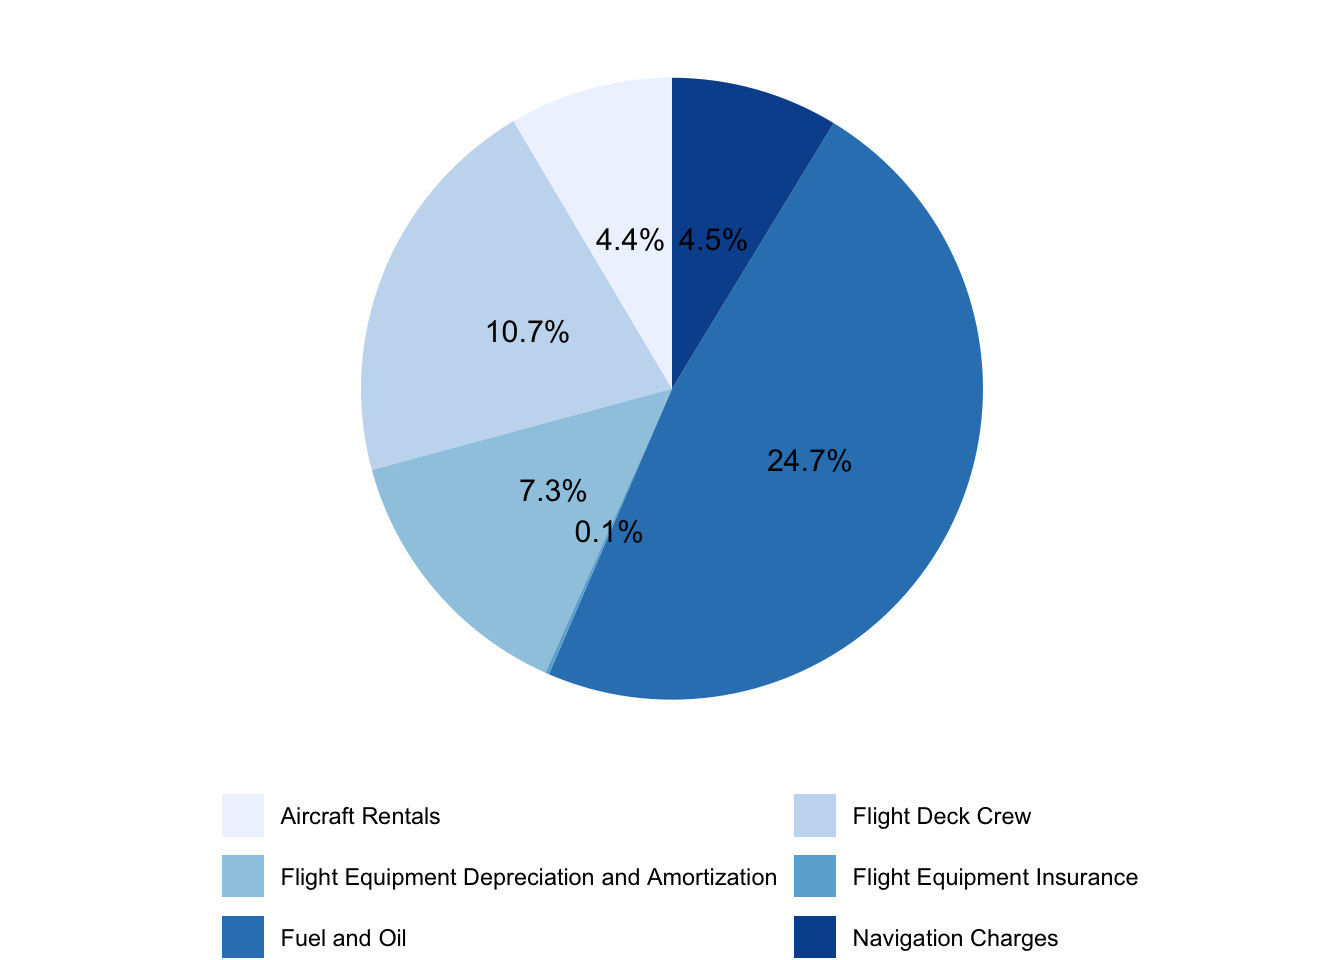 4.4% 4.5%
10.7%
24.7%
7.3%
0.1%
Aircraft Rentals
Flight Deck Crew
Flight Equipment Depreciation and Amortization
Flight Equipment Insurance
Fuel and Oil
Navigation Charges